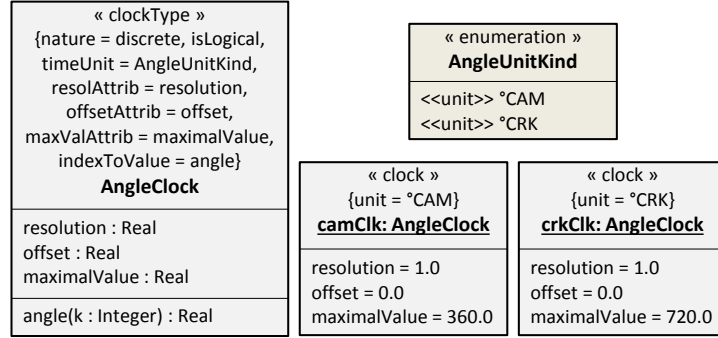 « clockType »
{nature = discrete, isLogical,
timeUnit = AngleUnitKind,
resolAttrib = resolution,
offsetAttrib = offset,
maxValAttrib = maximalValue,
indexToValue = angle}
AngleClock
resolution : Real
offset : Real
maximalValue : Real
angle(k : Integer) : Real
« enumeration »
AngleUnitKind
<<unit>> °CAM
<<unit>> °CRK
« clock »
{unit = °CAM}
camClk: AngleClock
resolution = 1.0
offset = 0.0
maximalValue = 360.0
« clock »
{unit = °CRK}
crkClk: AngleClock
resolution = 1.0
offset = 0.0
maximalValue = 720.0